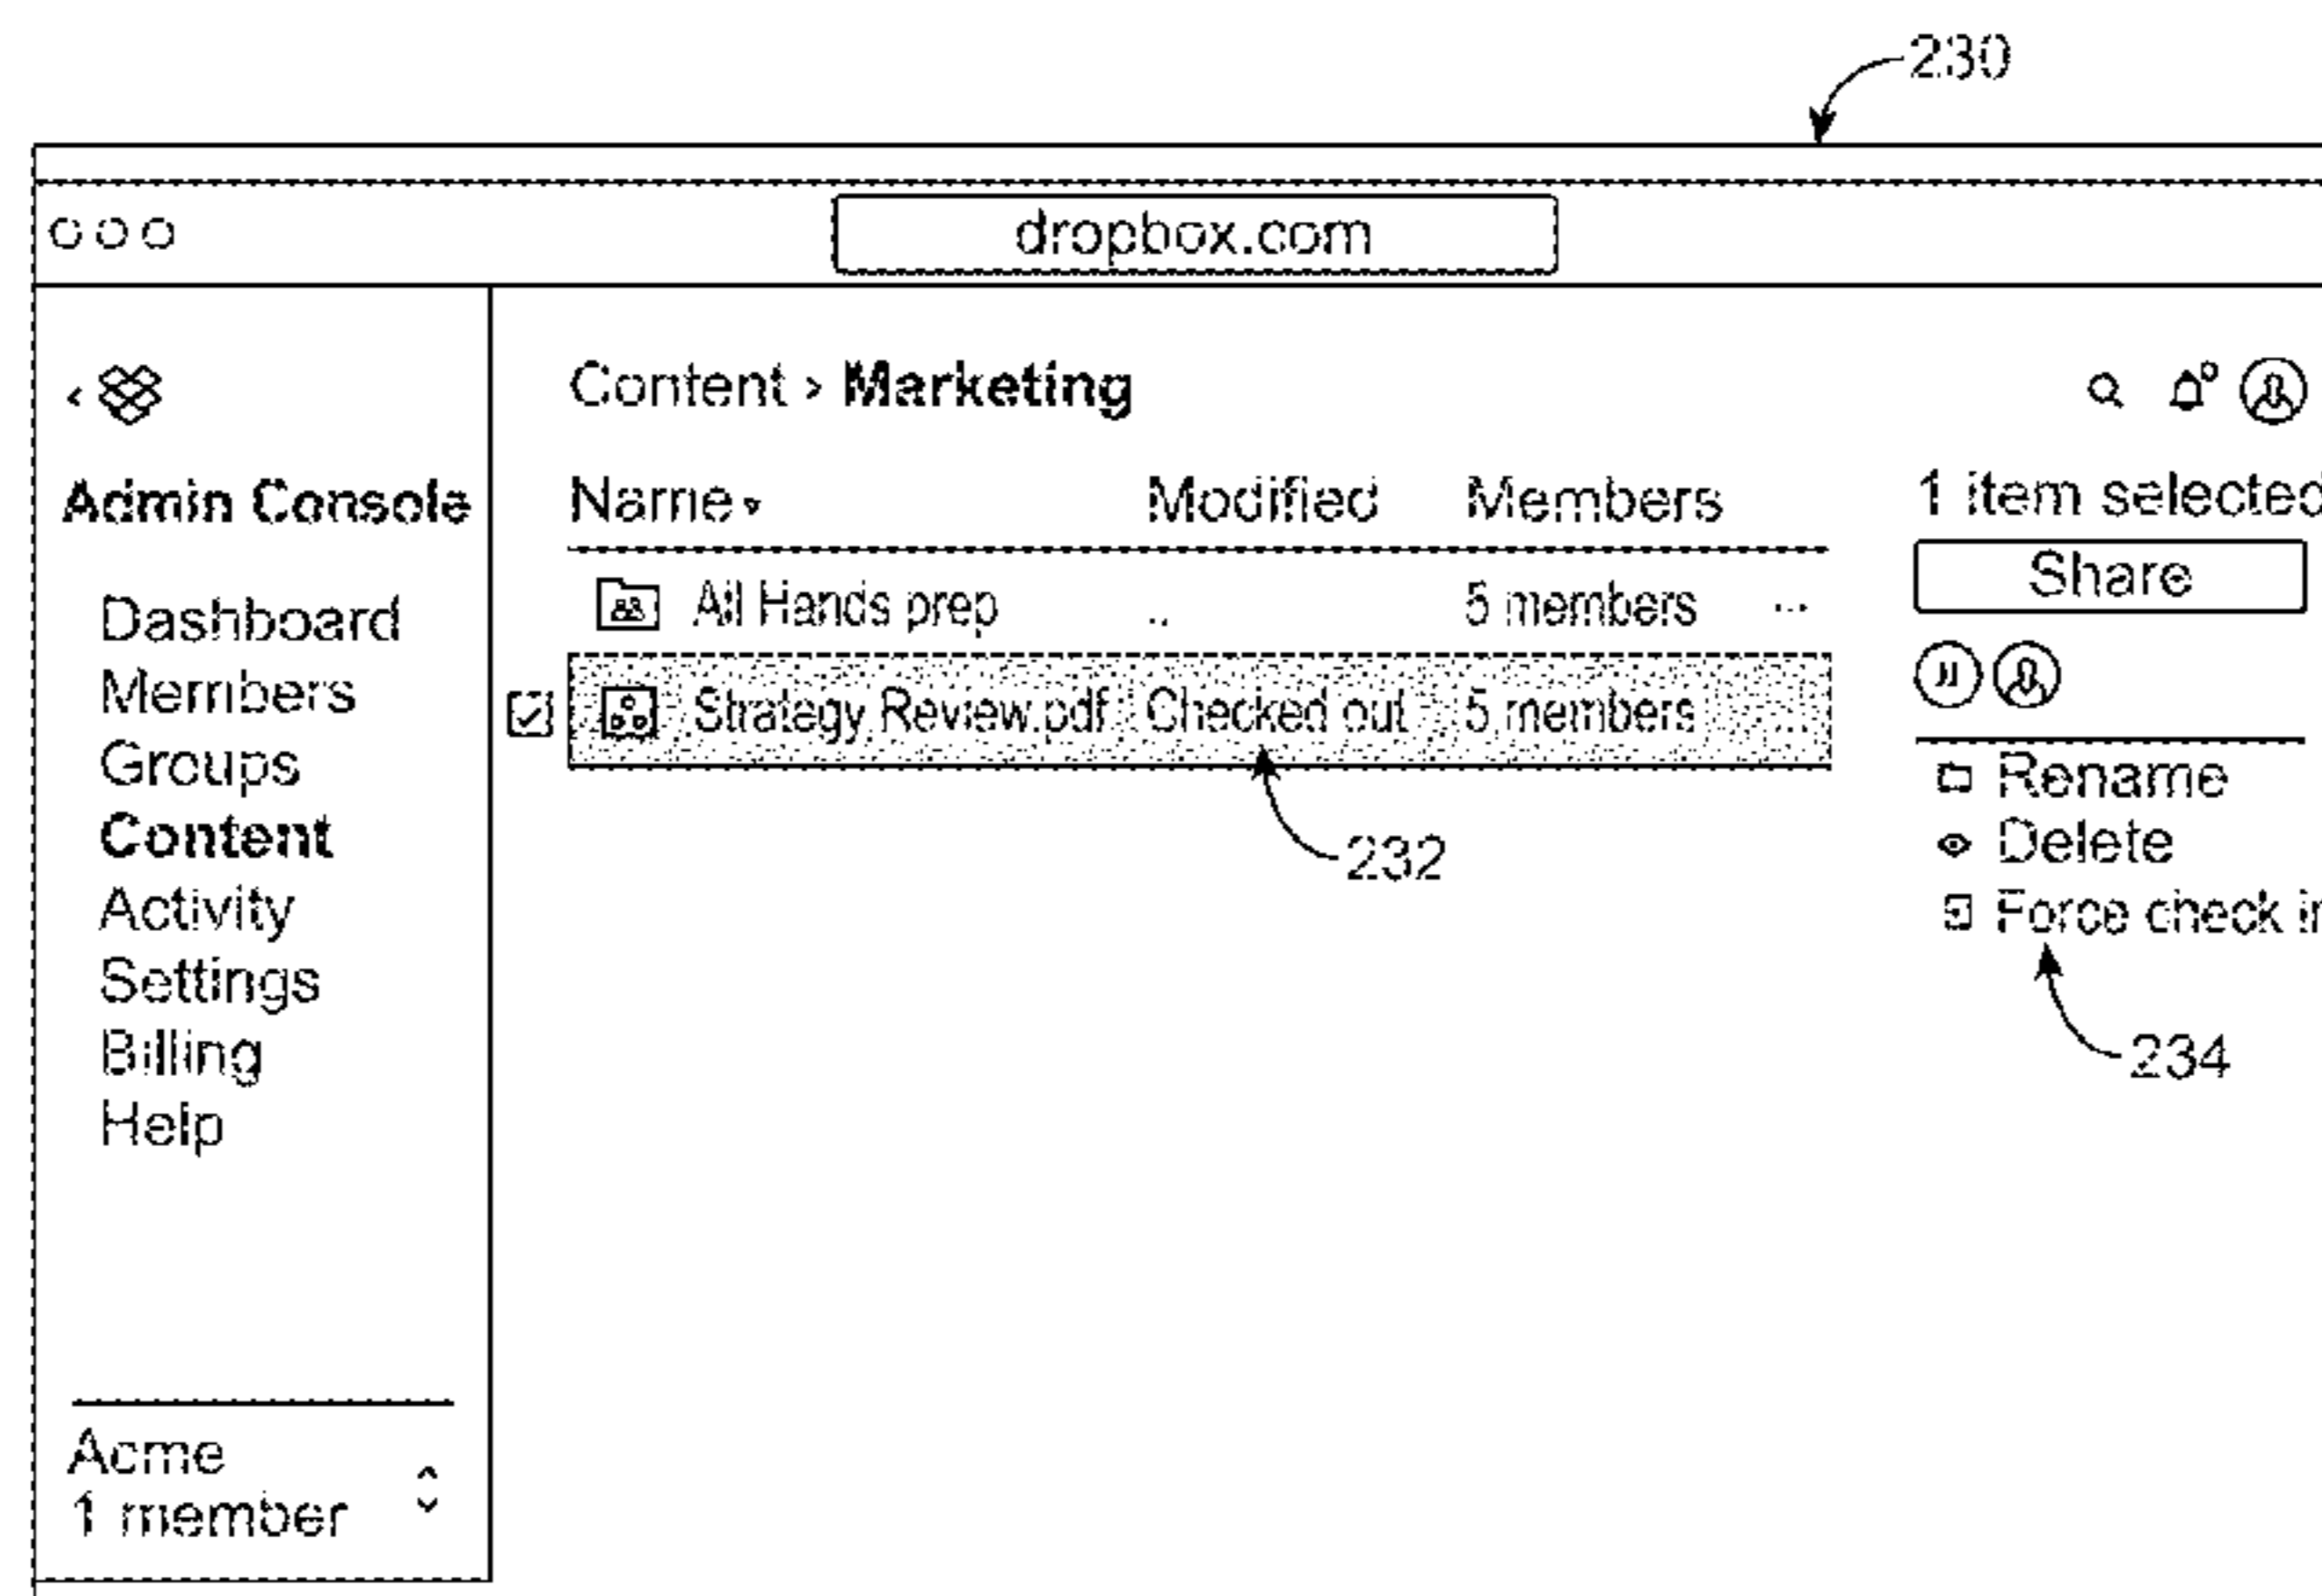 230
dropbox.com
Content › Marketing
Admin Console
Dashboard
Members
Groups
Content
Activity
Settings
Billing
Help
Acme
1 member
Name Modified Members
All Hands prep .. 5 members ...
Strategy Review.pdf Checked out 5 members ...
232
1 item selected
Share
JJ
Rename
Delete
Force check in
234